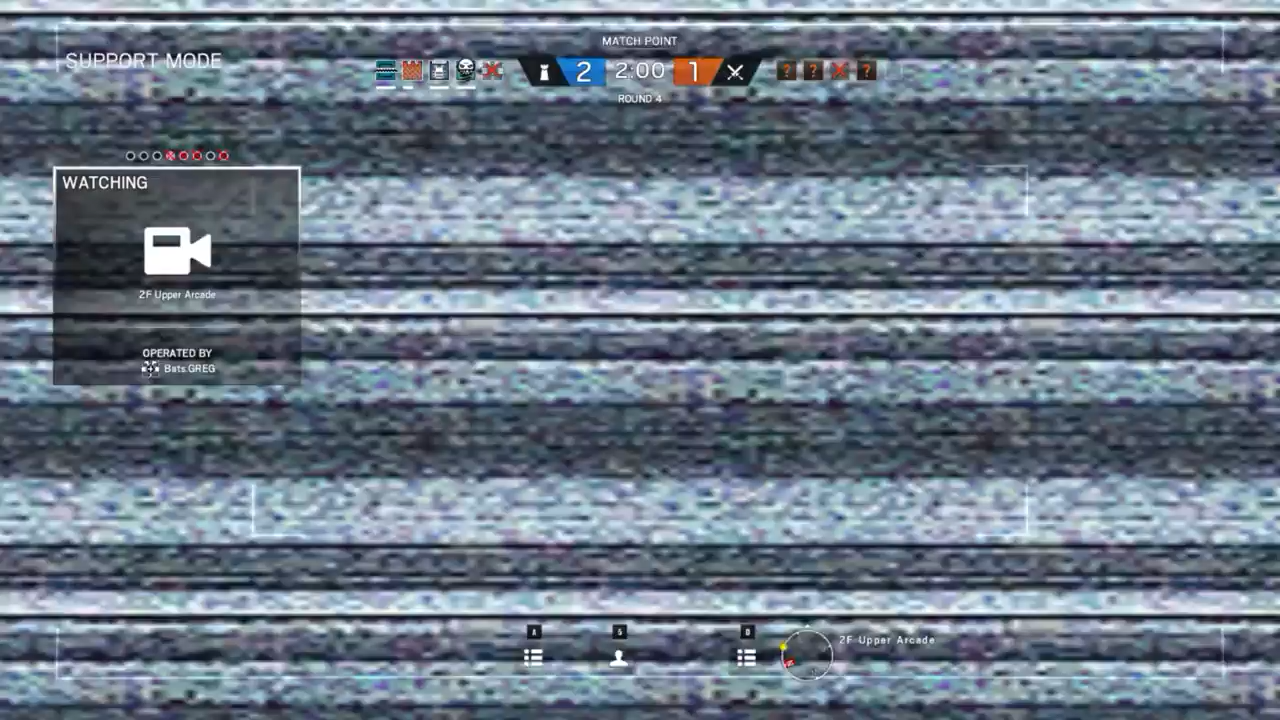 MATCH POINT
SUPPORT MODE
2 2:00 1
? ? ?
ROUND 4
WATCHING
2F Upper Arcade
OPERATED BY
Bats.GREG
A S D
2F Upper Arcade